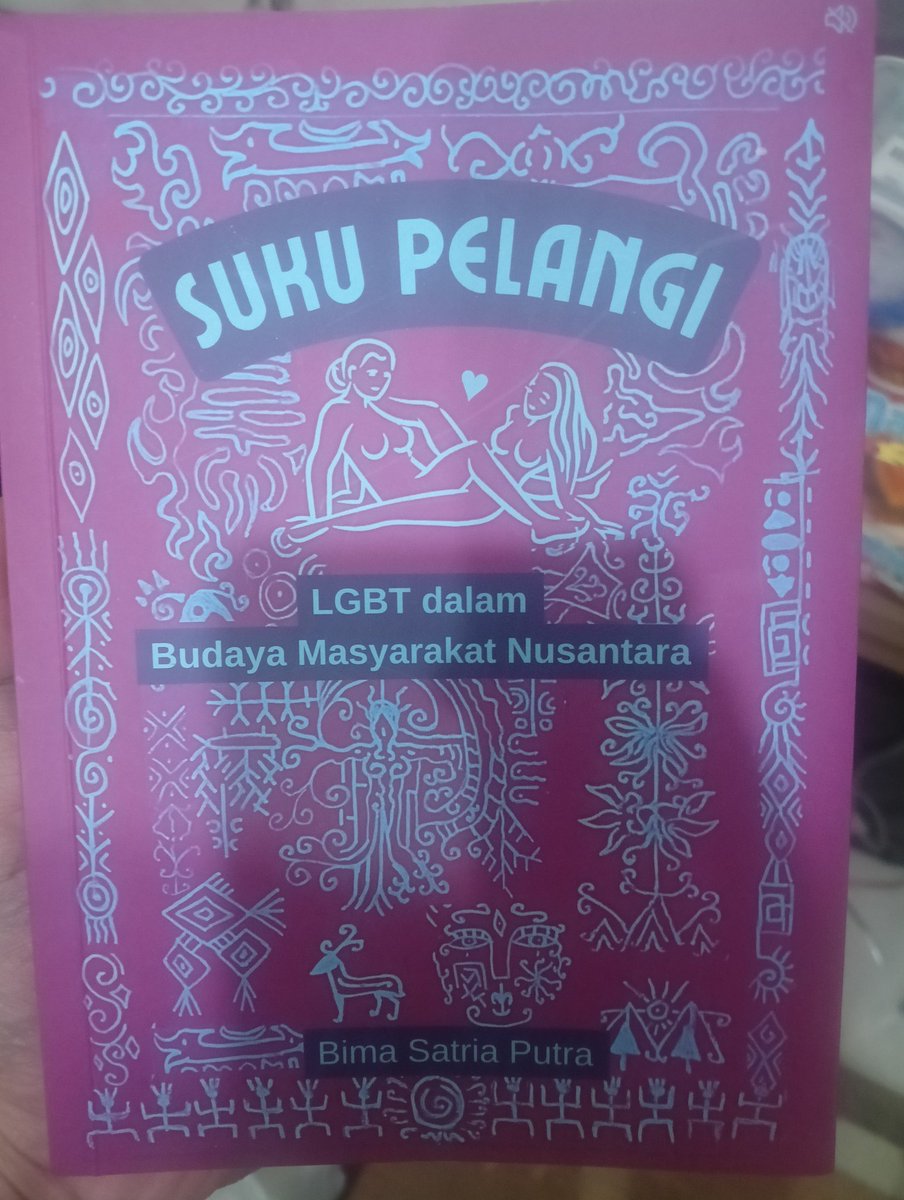 SUKU PELANGI
LGBT dalam
Budaya Masyarakat Nusantara
Bima Satria Putra